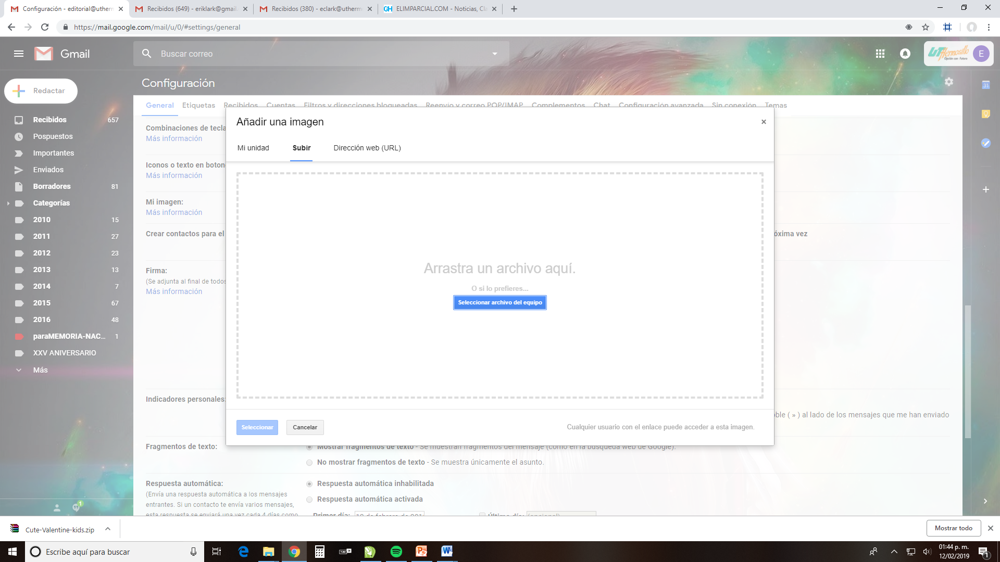 Configuración - editorial@utherm
Recibidos (649) - eriklark@gmail.
Recibidos (380) - eclark@utherm
GH ELIMPARCIAL.COM - Noticias, Cla
https://mail.google.com/mail/u/0/#settings/general
Gmail
Buscar correo
UT Hermosillo
Opción con Futuro
E
Redactar
Configuración
31
General Etiquetas Recibidos Cuentas Filtros y direcciones bloqueadas Reenvío y correo POP/IMAP Complementos Chat Configuración avanzada Sin conexión Temas
Recibidos 657
Pospuestos
Importantes
Enviados
Borradores 81
Categorías
2010 15
2011 27
2012 23
2013 13
2014 7
2015 67
2016 48
paraMEMORIA-NAC... 1
XXV ANIVERSARIO
Más
1
Combinaciones de tecla
Más información
Iconos o texto en boton
Más información
Mi imagen:
Más información
Crear contactos para el
óxima vez
Firma:
(Se adjunta al final de todos
Más información
Indicadores personales:
ble ( » ) al lado de los mensajes que me han enviado
Añadir una imagen
×
Mi unidad Subir Dirección web (URL)
Arrastra un archivo aquí.
O si lo prefieres...
Seleccionar archivo del equipo
Seleccionar Cancelar
Cualquier usuario con el enlace puede acceder a esta imagen.
Fragmentos de texto:
Mostrar fragmentos de texto - Se muestran fragmentos del mensaje (como en la búsqueda web de Google).
No mostrar fragmentos de texto - Se muestra únicamente el asunto.
Respuesta automática:
(Envía una respuesta automática a los mensajes
entrantes. Si un contacto te envía varios mensajes,
esta respuesta se enviará una vez cada 4 días como
Respuesta automática inhabilitada
Respuesta automática activada
Primer día:
Último día: (opcional)
Cute-Valentine-kids.zip
Mostrar todo
Escribe aquí para buscar
01:44 p. m.
12/02/2019
1